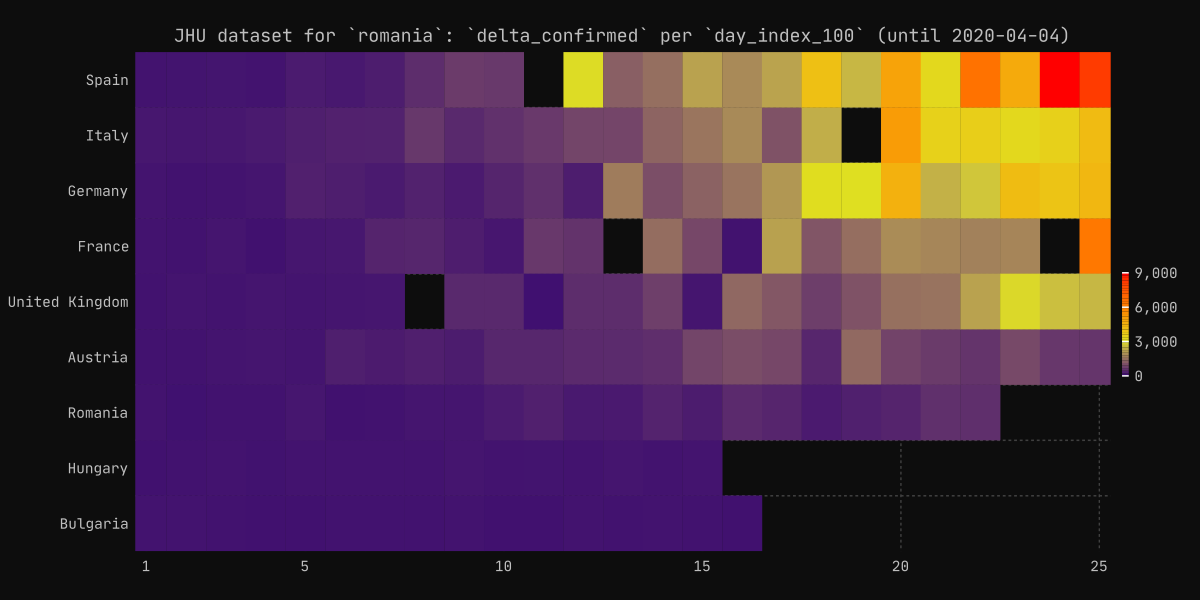 JHU dataset for `romania`: `delta_confirmed` per `day_index_100` (until 2020-04-04)
Spain
Italy
Germany
France
United Kingdom
Austria
Romania
Hungary
Bulgaria
1 5 10 15 20 25
9,000
6,000
3,000
0